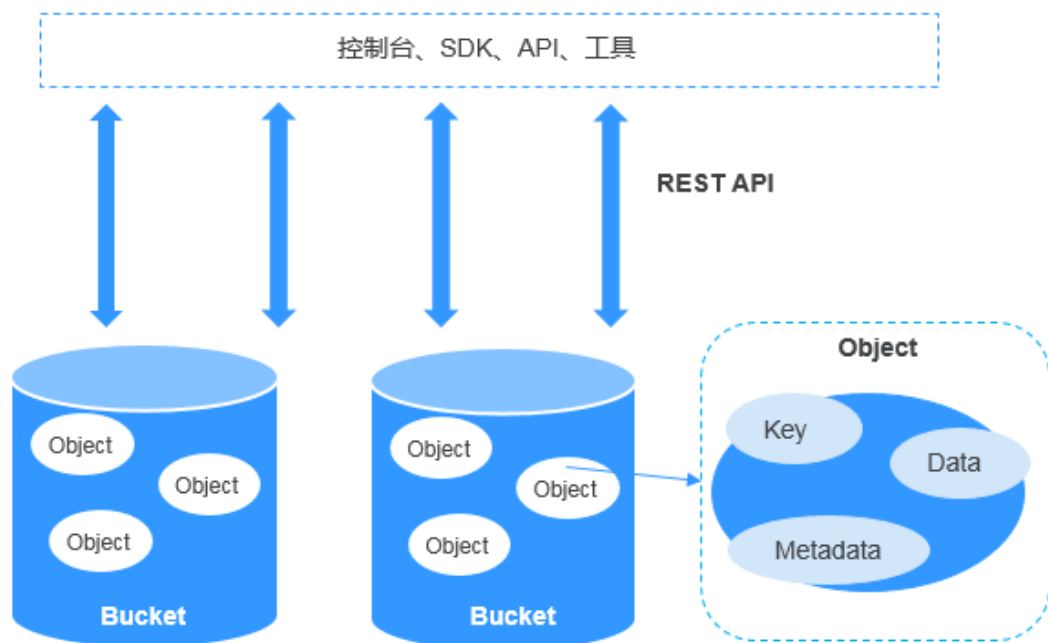 控制台、SDK、API、工具
REST API
Object
Object
Object
Object
Bucket
Object
Object
Object
Bucket
Key
Data
Metadata